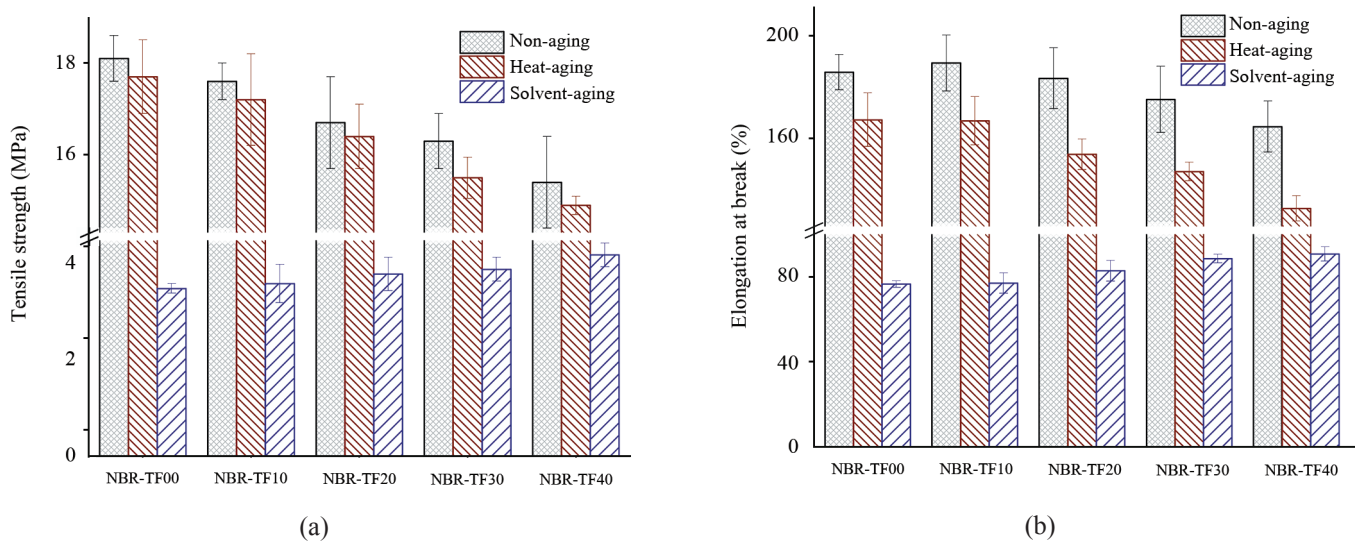 Tensile strength (MPa)
18
16
4
2
0
Non-aging
Heat-aging
Solvent-aging
NBR-TF00 NBR-TF10 NBR-TF20 NBR-TF30 NBR-TF40
(a)
Elongation at break (%)
200
160
80
40
0
Non-aging
Heat-aging
Solvent-aging
NBR-TF00 NBR-TF10 NBR-TF20 NBR-TF30 NBR-TF40
(b)